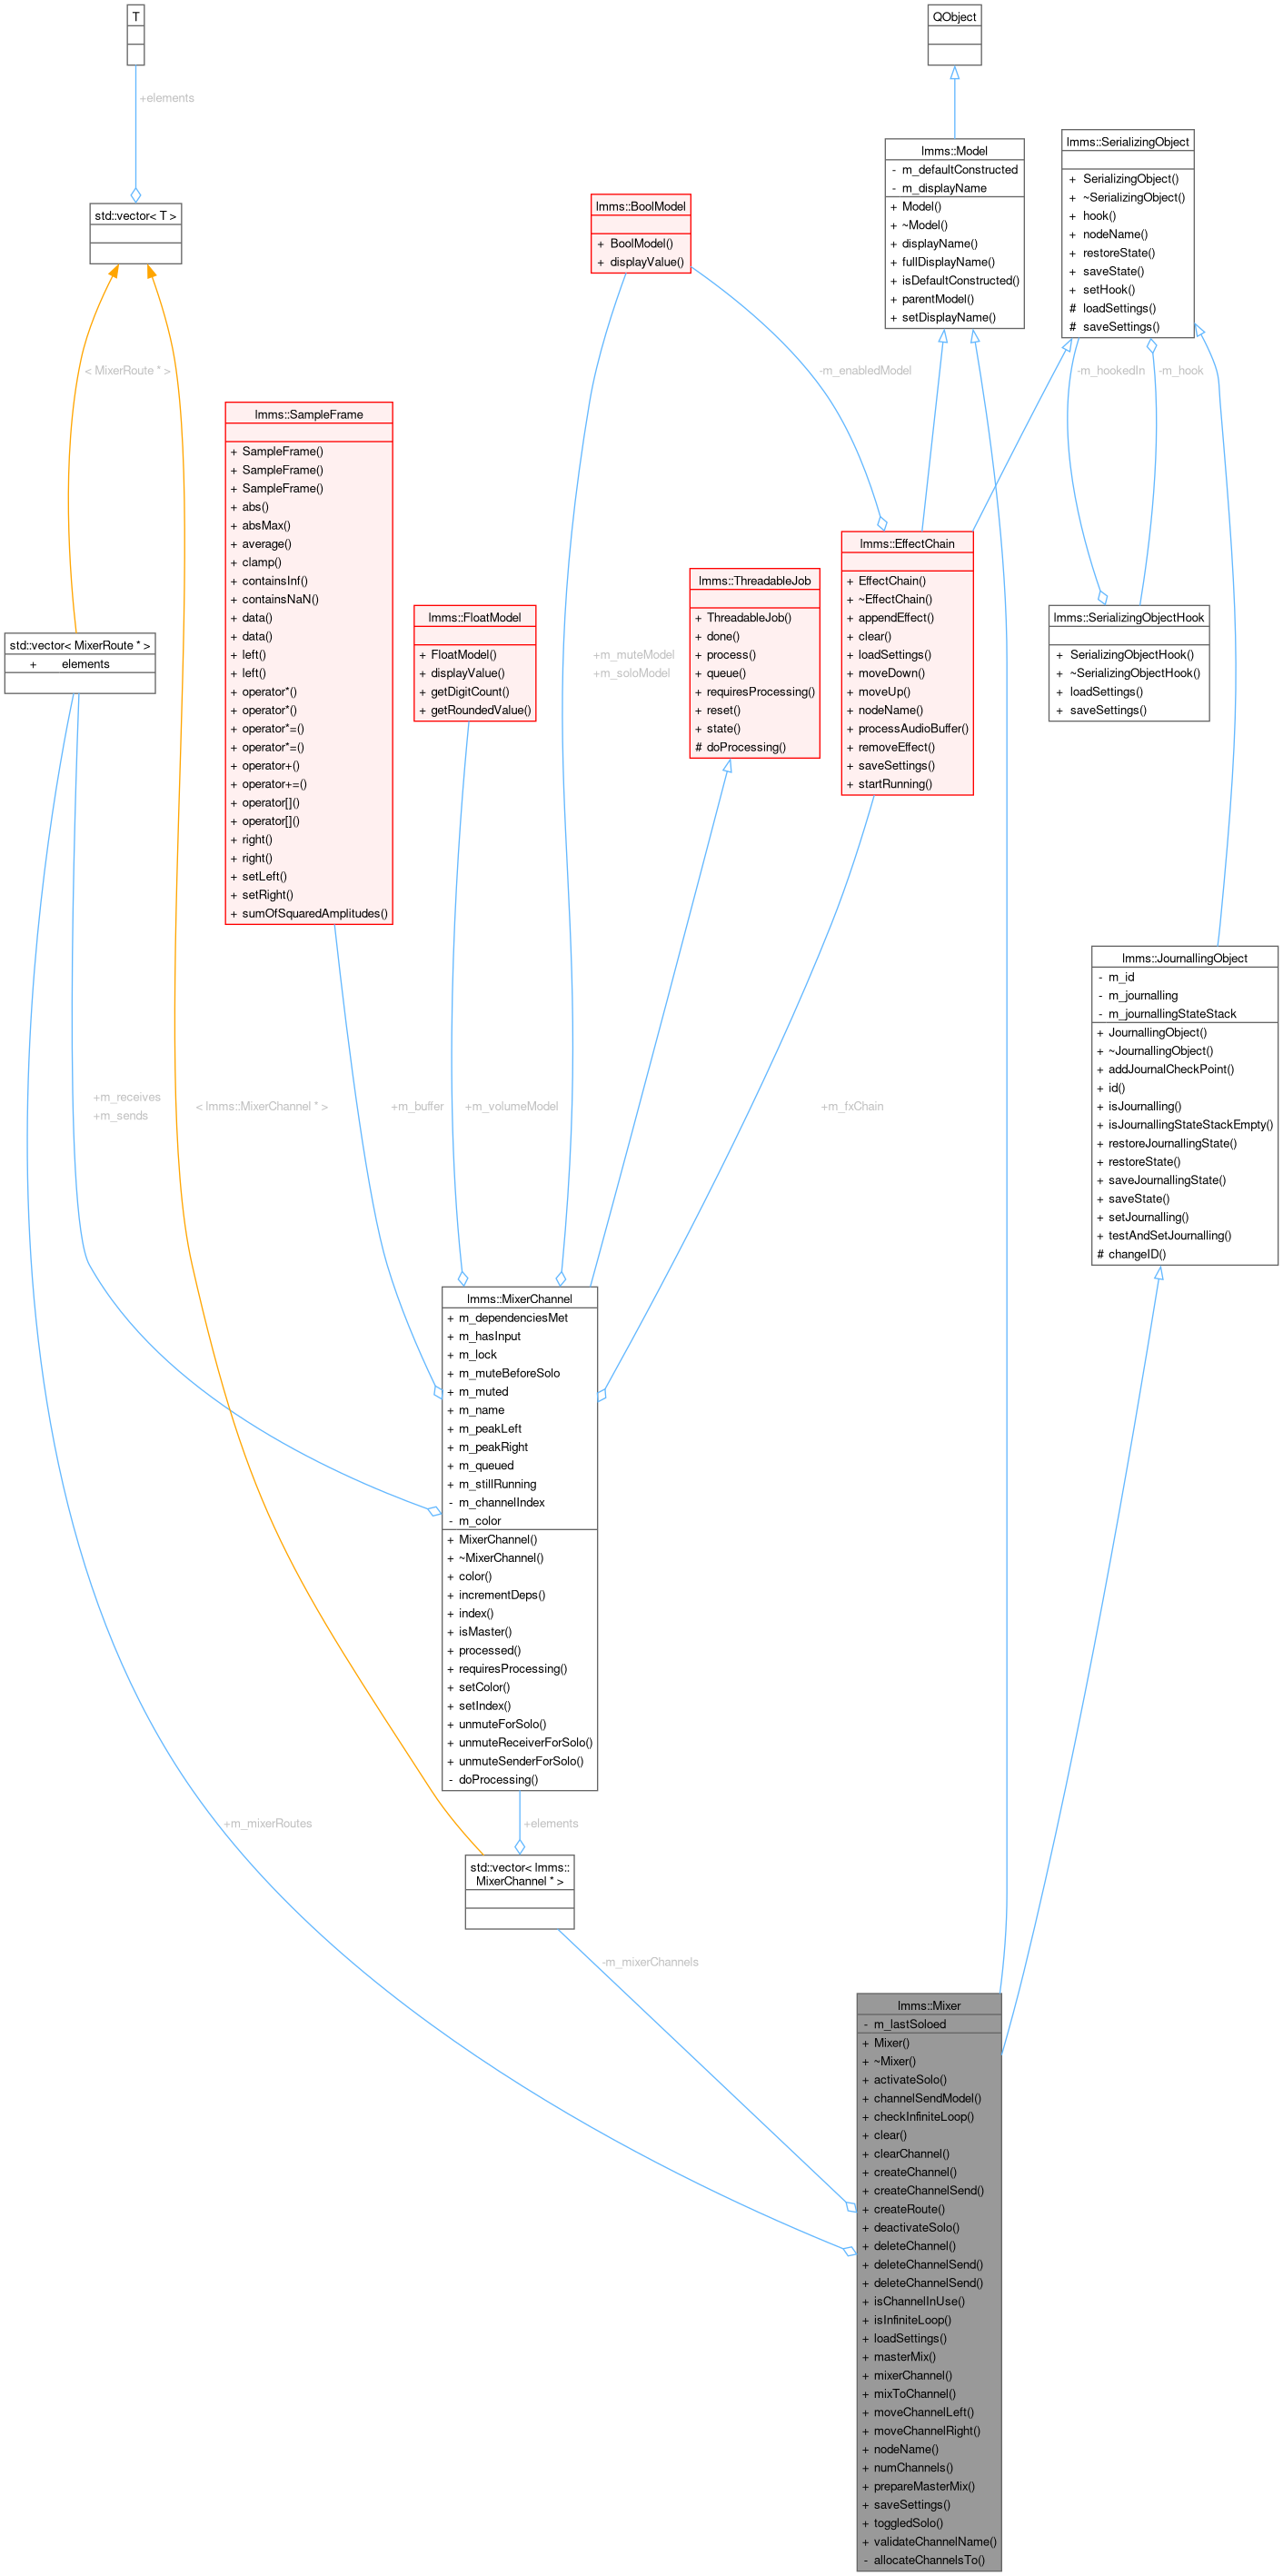 T
+elements
std::vector< T >
< MixerRoute * >
QObject
lmms::Model
- m_defaultConstructed
- m_displayName
+ Model()
+ ~Model()
+ displayName()
+ fullDisplayName()
+ isDefaultConstructed()
+ parentModel()
+ setDisplayName()
lmms::SerializingObject
+ SerializingObject()
+ ~SerializingObject()
+ hook()
+ nodeName()
+ restoreState()
+ saveState()
+ setHook()
# loadSettings()
# saveSettings()
lmms::BoolModel
+ BoolModel()
+ displayValue()
-m_enabledModel
-m_hookedIn
-m_hook
lmms::SampleFrame
+ SampleFrame()
+ SampleFrame()
+ SampleFrame()
+ abs()
+ absMax()
+ average()
+ clamp()
+ containsInf()
+ containsNaN()
+ data()
+ data()
+ left()
+ left()
+ operator*()
+ operator*()
+ operator*=()
+ operator*=()
+ operator+()
+ operator+=()
+ operator[]()
+ operator[]()
+ right()
+ right()
+ setLeft()
+ setRight()
+ sumOfSquaredAmplitudes()
lmms::FloatModel
+ FloatModel()
+ displayValue()
+ getDigitCount()
+ getRoundedValue()
+m_muteModel
+m_soloModel
lmms::ThreadableJob
+ ThreadableJob()
+ done()
+ process()
+ queue()
+ requiresProcessing()
+ reset()
+ state()
# doProcessing()
lmms::EffectChain
+ EffectChain()
+ ~EffectChain()
+ appendEffect()
+ clear()
+ loadSettings()
+ moveDown()
+ moveUp()
+ nodeName()
+ processAudioBuffer()
+ removeEffect()
+ saveSettings()
+ startRunning()
lmms::SerializingObjectHook
+ SerializingObjectHook()
+ ~SerializingObjectHook()
+ loadSettings()
+ saveSettings()
std::vector< MixerRoute * >
+ elements
lmms::JournallingObject
- m_id
- m_journalling
- m_journallingStateStack
+ JournallingObject()
+ ~JournallingObject()
+ addJournalCheckPoint()
+ id()
+ isJournalling()
+ isJournallingStateStackEmpty()
+ restoreJournallingState()
+ restoreState()
+ saveJournallingState()
+ saveState()
+ setJournalling()
+ testAndSetJournalling()
# changeID()
+m_receives
+m_sends
< lmms::MixerChannel * >
+m_buffer
+m_volumeModel
+m_fxChain
lmms::MixerChannel
+ m_dependenciesMet
+ m_hasInput
+ m_lock
+ m_muteBeforeSolo
+ m_muted
+ m_name
+ m_peakLeft
+ m_peakRight
+ m_queued
+ m_stillRunning
- m_channelIndex
- m_color
+ MixerChannel()
+ ~MixerChannel()
+ color()
+ incrementDeps()
+ index()
+ isMaster()
+ processed()
+ requiresProcessing()
+ setColor()
+ setIndex()
+ unmuteForSolo()
+ unmuteReceiverForSolo()
+ unmuteSenderForSolo()
- doProcessing()
+m_mixerRoutes
+elements
std::vector< lmms::
MixerChannel * >
-m_mixerChannels
lmms::Mixer
- m_lastSoloed
+ Mixer()
+ ~Mixer()
+ activateSolo()
+ channelSendModel()
+ checkInfiniteLoop()
+ clear()
+ clearChannel()
+ createChannel()
+ createChannelSend()
+ createRoute()
+ deactivateSolo()
+ deleteChannel()
+ deleteChannelSend()
+ deleteChannelSend()
+ isChannelInUse()
+ isInfiniteLoop()
+ loadSettings()
+ masterMix()
+ mixerChannel()
+ mixToChannel()
+ moveChannelLeft()
+ moveChannelRight()
+ nodeName()
+ numChannels()
+ prepareMasterMix()
+ saveSettings()
+ toggledSolo()
+ validateChannelName()
- allocateChannelsTo()